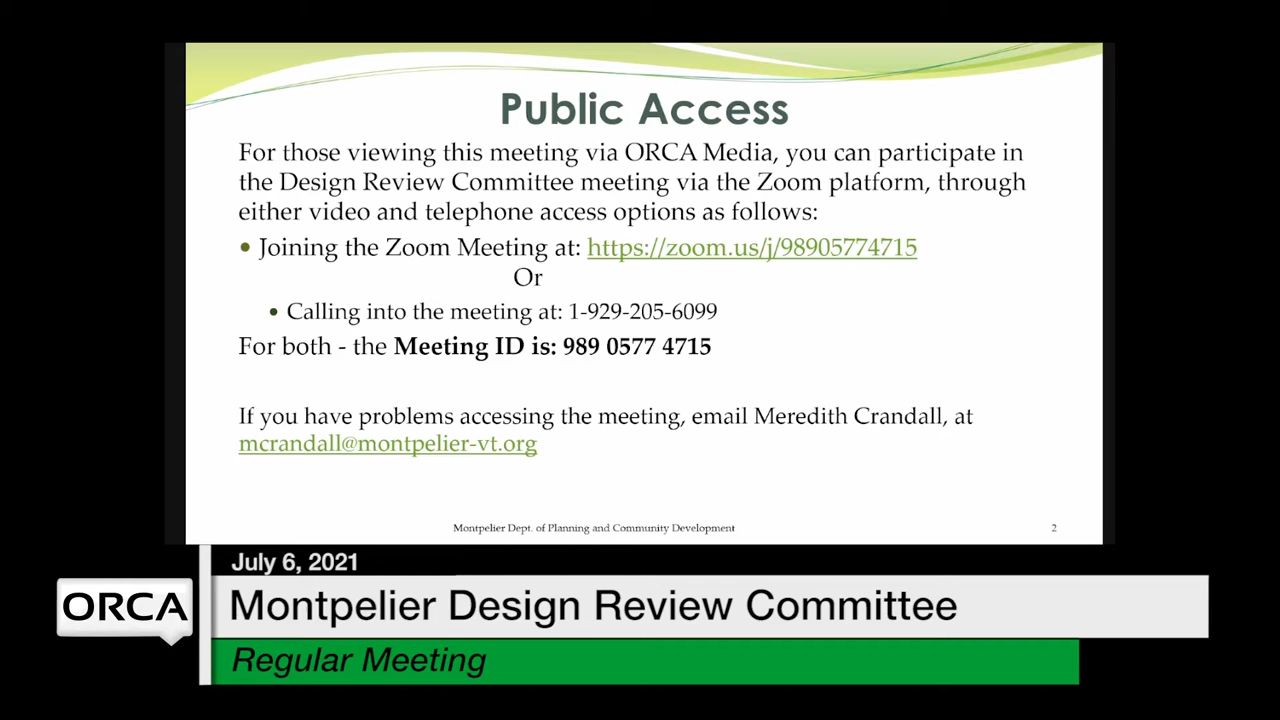 Public Access
For those viewing this meeting via ORCA Media, you can participate in
the Design Review Committee meeting via the Zoom platform, through
either video and telephone access options as follows:
• Joining the Zoom Meeting at: https://zoom.us/j/98905774715
Or
• Calling into the meeting at: 1-929-205-6099
For both - the Meeting ID is: 989 0577 4715
If you have problems accessing the meeting, email Meredith Crandall, at
mcrandall@montpelier-vt.org
Montpelier Dept. of Planning and Community Development 2
July 6, 2021
ORCA
Montpelier Design Review Committee
Regular Meeting